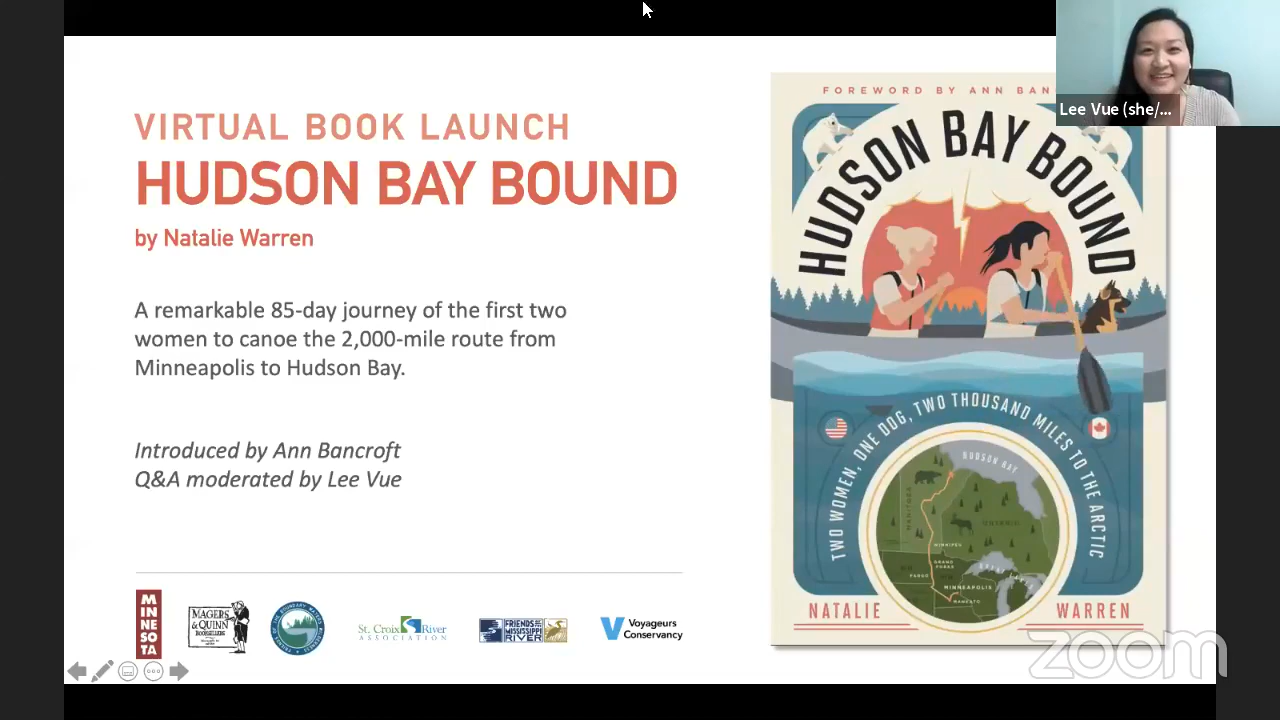 VIRTUAL BOOK LAUNCH
HUDSON BAY BOUND
by Natalie Warren
A remarkable 85-day journey of the first two
women to canoe the 2,000-mile route from
Minneapolis to Hudson Bay.
Introduced by Ann Bancroft
Q&A moderated by Lee Vue
MINNESOTA
MAGERS
& QUINN
BOOKSELLERS
St. Croix River
ASSOCIATION
FRIENDS of the
MISSISSIPPI
RIVER
Voyageurs
Conservancy
FOREWORD BY ANN BAN
HUDSON BAY BOUND
TWO WOMEN, ONE DOG, TWO THOUSAND MILES TO THE ARCTIC
HUDSON BAY
MANITOBA
WINNIPEG
GRAND
FORKS
FARGO
GREAT LAKES
MINNEAPOLIS
MANKATO
NATALIE WARREN
Lee Vue (she/...
zoom